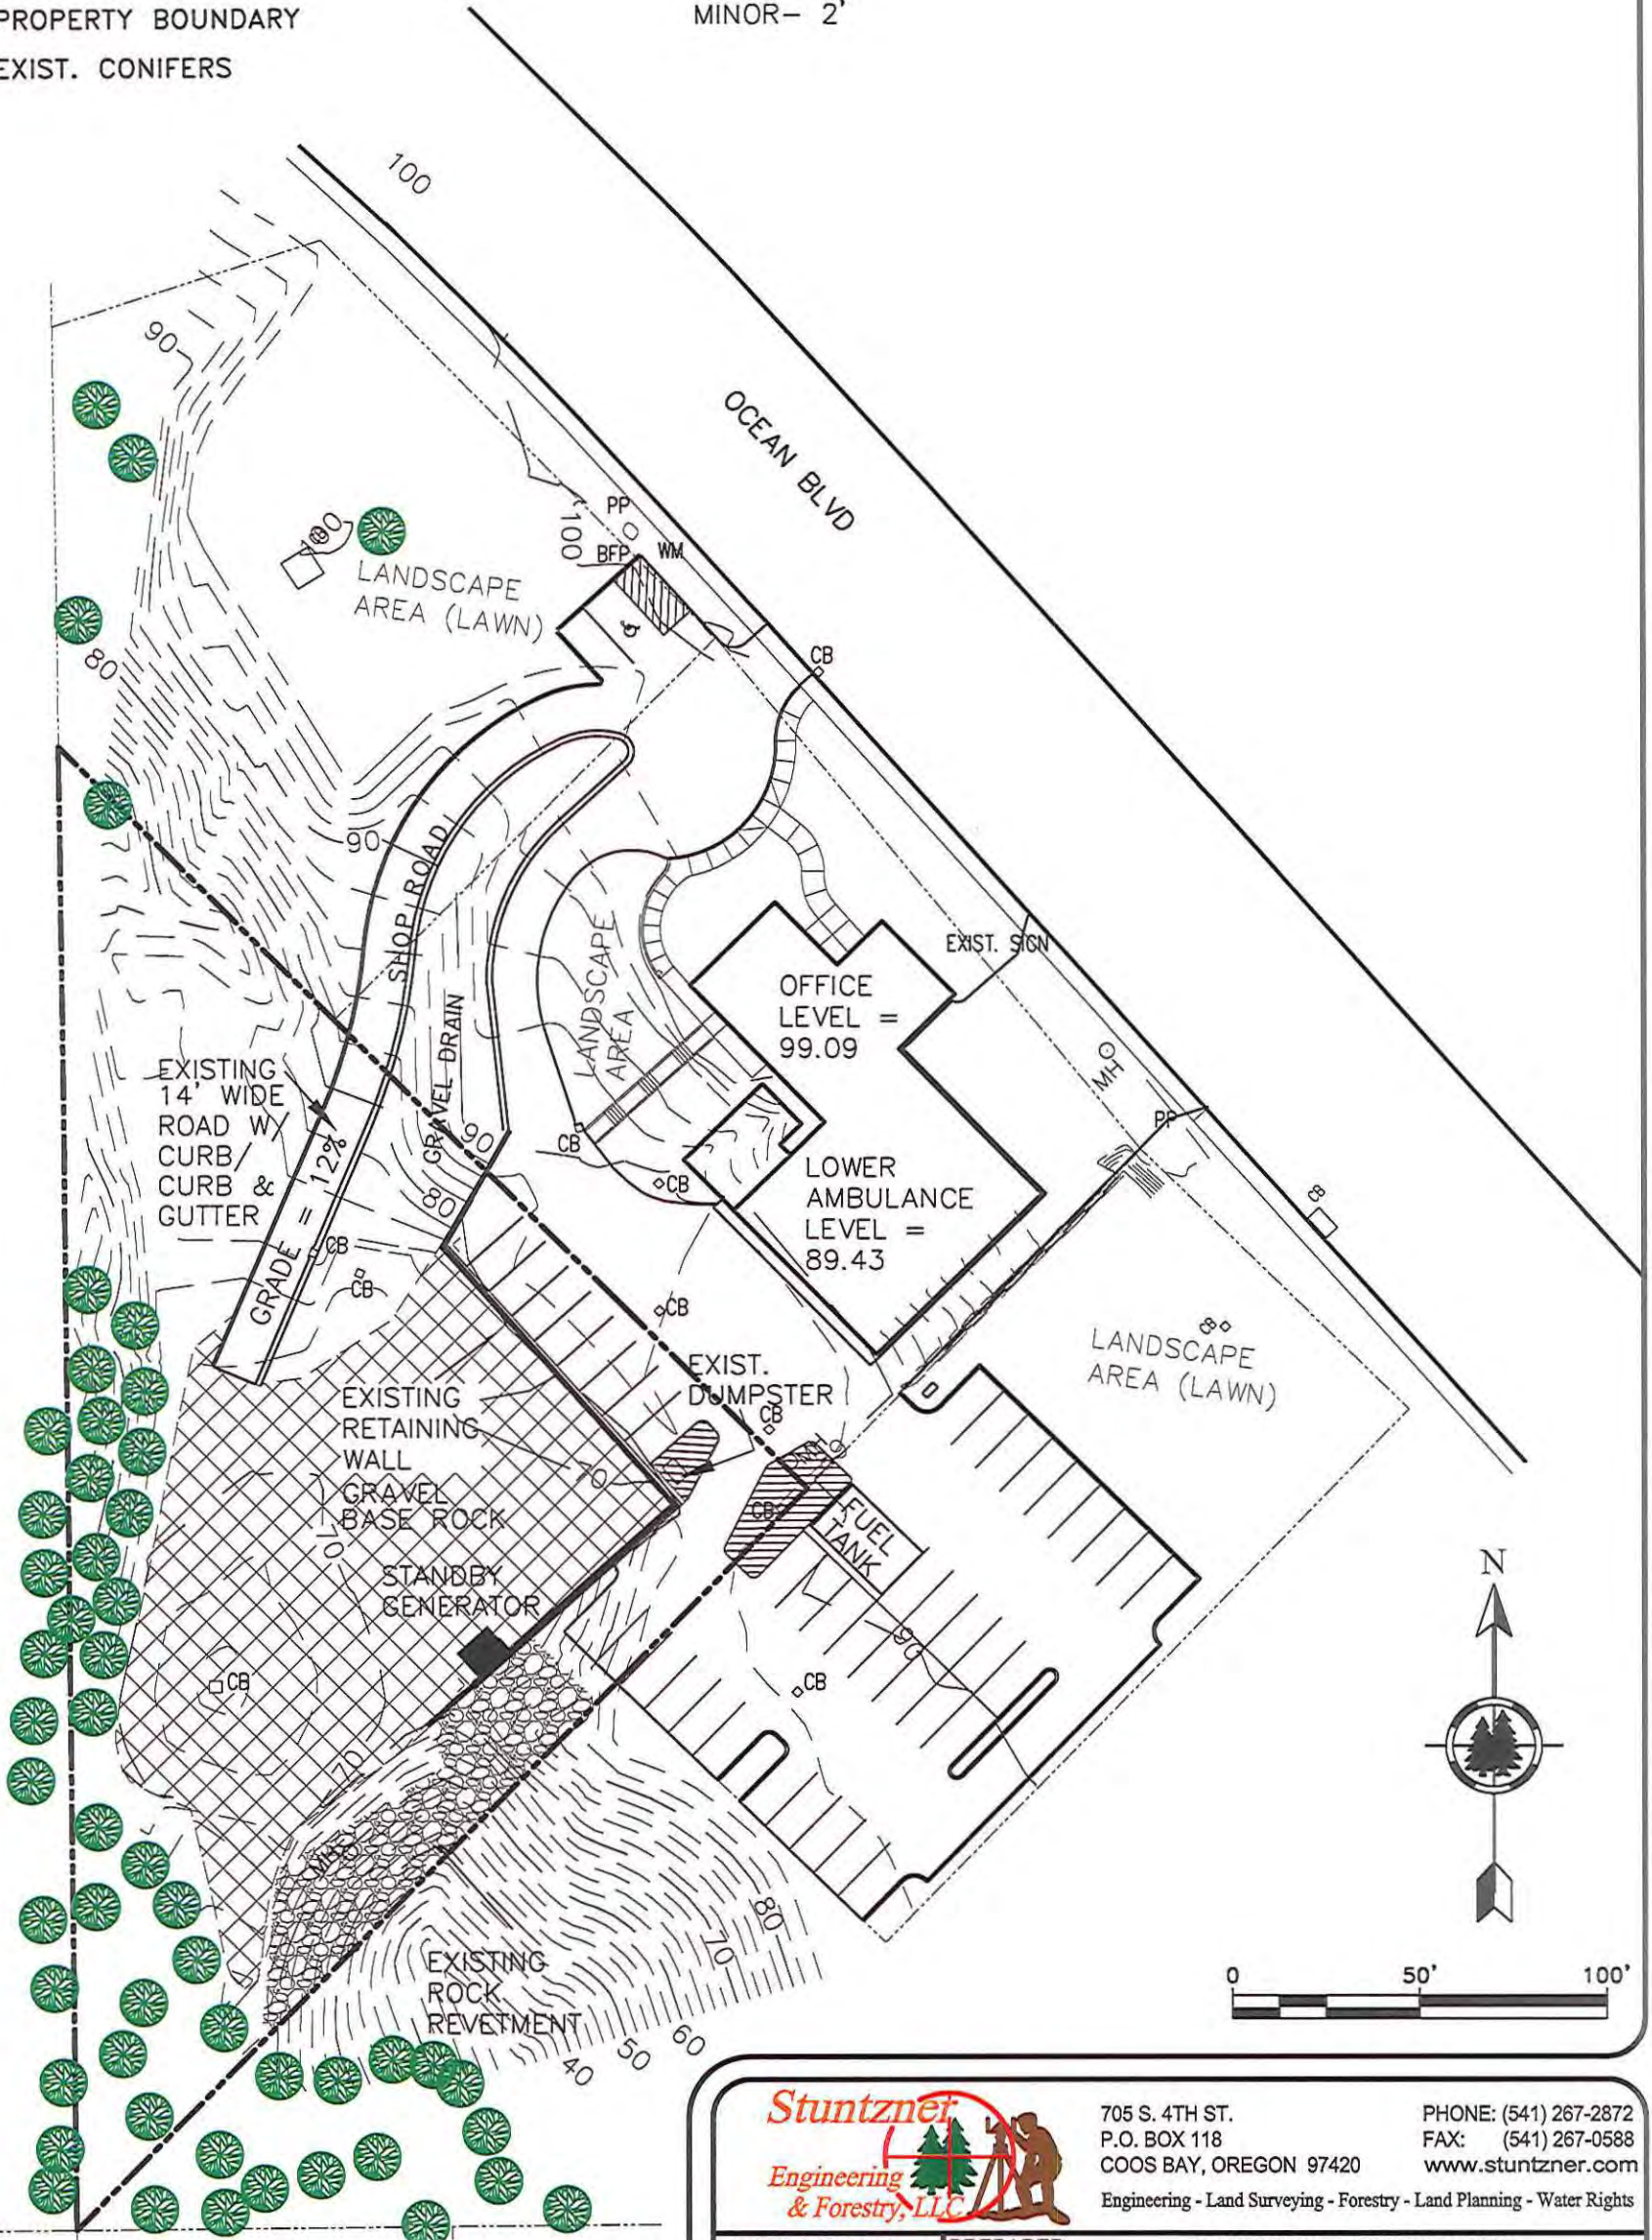 PROPERTY BOUNDARY
EXIST. CONIFERS
MINOR– 2'
100
90
OCEAN BLVD
PP
100
BFP
WM
LANDSCAPE
AREA (LAWN)
80
CB
90
SHOP ROAD
LANDSCAPE
AREA
EXIST. SIGN
OFFICE
LEVEL =
99.09
GRAVEL DRAIN
MH
EXISTING
14' WIDE
ROAD W/
CURB/
CURB &
GUTTER
GRADE = 12%
90
80
CB
CB
PP
LOWER
AMBULANCE
LEVEL =
89.43
CB
CB
CB
CB
CB
LANDSCAPE
AREA (LAWN)
EXIST.
DUMPSTER
CB
EXISTING
RETAINING
WALL
GRAVEL
BASE ROCK
70
70
CB
FUEL
TANK
STANDBY
GENERATOR
90
CB
CB
70
N
MH
80
70
EXISTING
ROCK
REVETMENT
60
50
40
0 50' 100'
Stuntzner
Engineering
& Forestry, LLC
705 S. 4TH ST.
P.O. BOX 118
COOS BAY, OREGON 97420
PHONE: (541) 267-2872
FAX: (541) 267-0588
www.stuntzner.com
Engineering - Land Surveying - Forestry - Land Planning - Water Rights